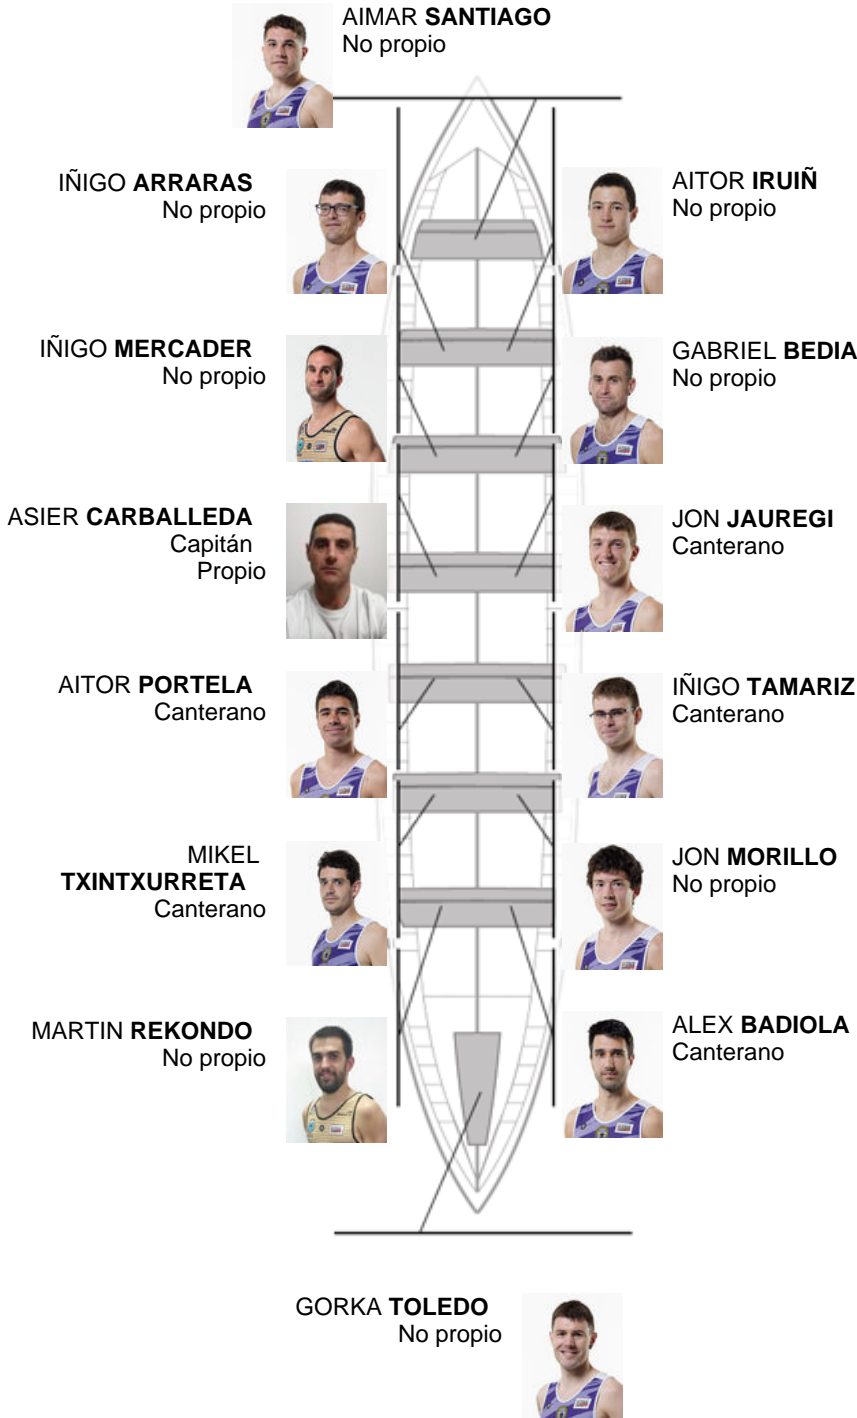 AIMAR SANTIAGO
No propio
IÑIGO ARRARAS
No propio
AITOR IRUIÑ
No propio
IÑIGO MERCADER
No propio
GABRIEL BEDIA
No propio
ASIER CARBALLEDA
Capitán
Propio
JON JAUREGI
Canterano
AITOR PORTELA
Canterano
IÑIGO TAMARIZ
Canterano
MIKEL
TXINTXURRETA
Canterano
JON MORILLO
No propio
MARTIN REKONDO
No propio
ALEX BADIOLA
Canterano
GORKA TOLEDO
No propio